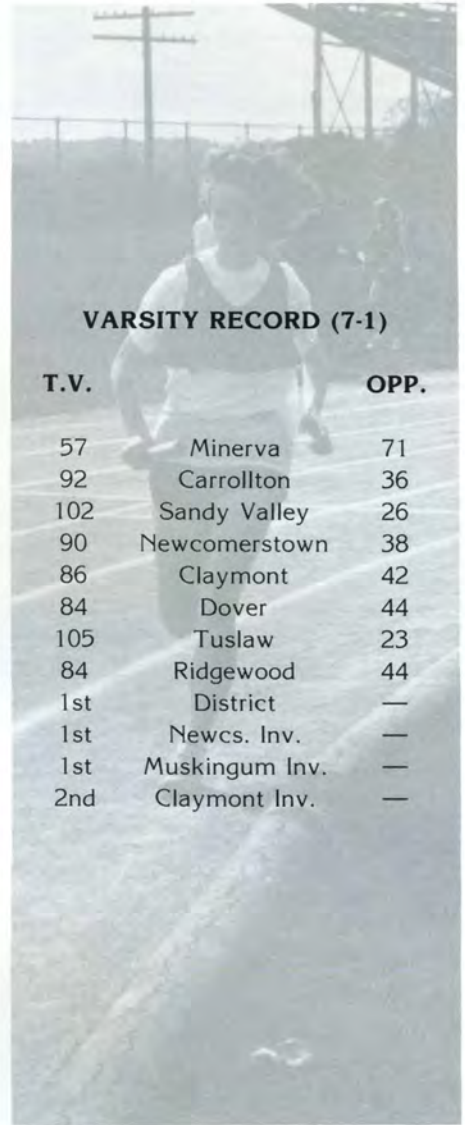 VARSITY RECORD (7-1)
T.V. OPP.
57 Minerva 71
92 Carrollton 36
102 Sandy Valley 26
90 Newcomerstown 38
86 Claymont 42
84 Dover 44
105 Tuslaw 23
84 Ridgewood 44
1st District —
1st Newcs. Inv. —
1st Muskingum Inv. —
2nd Claymont Inv. —